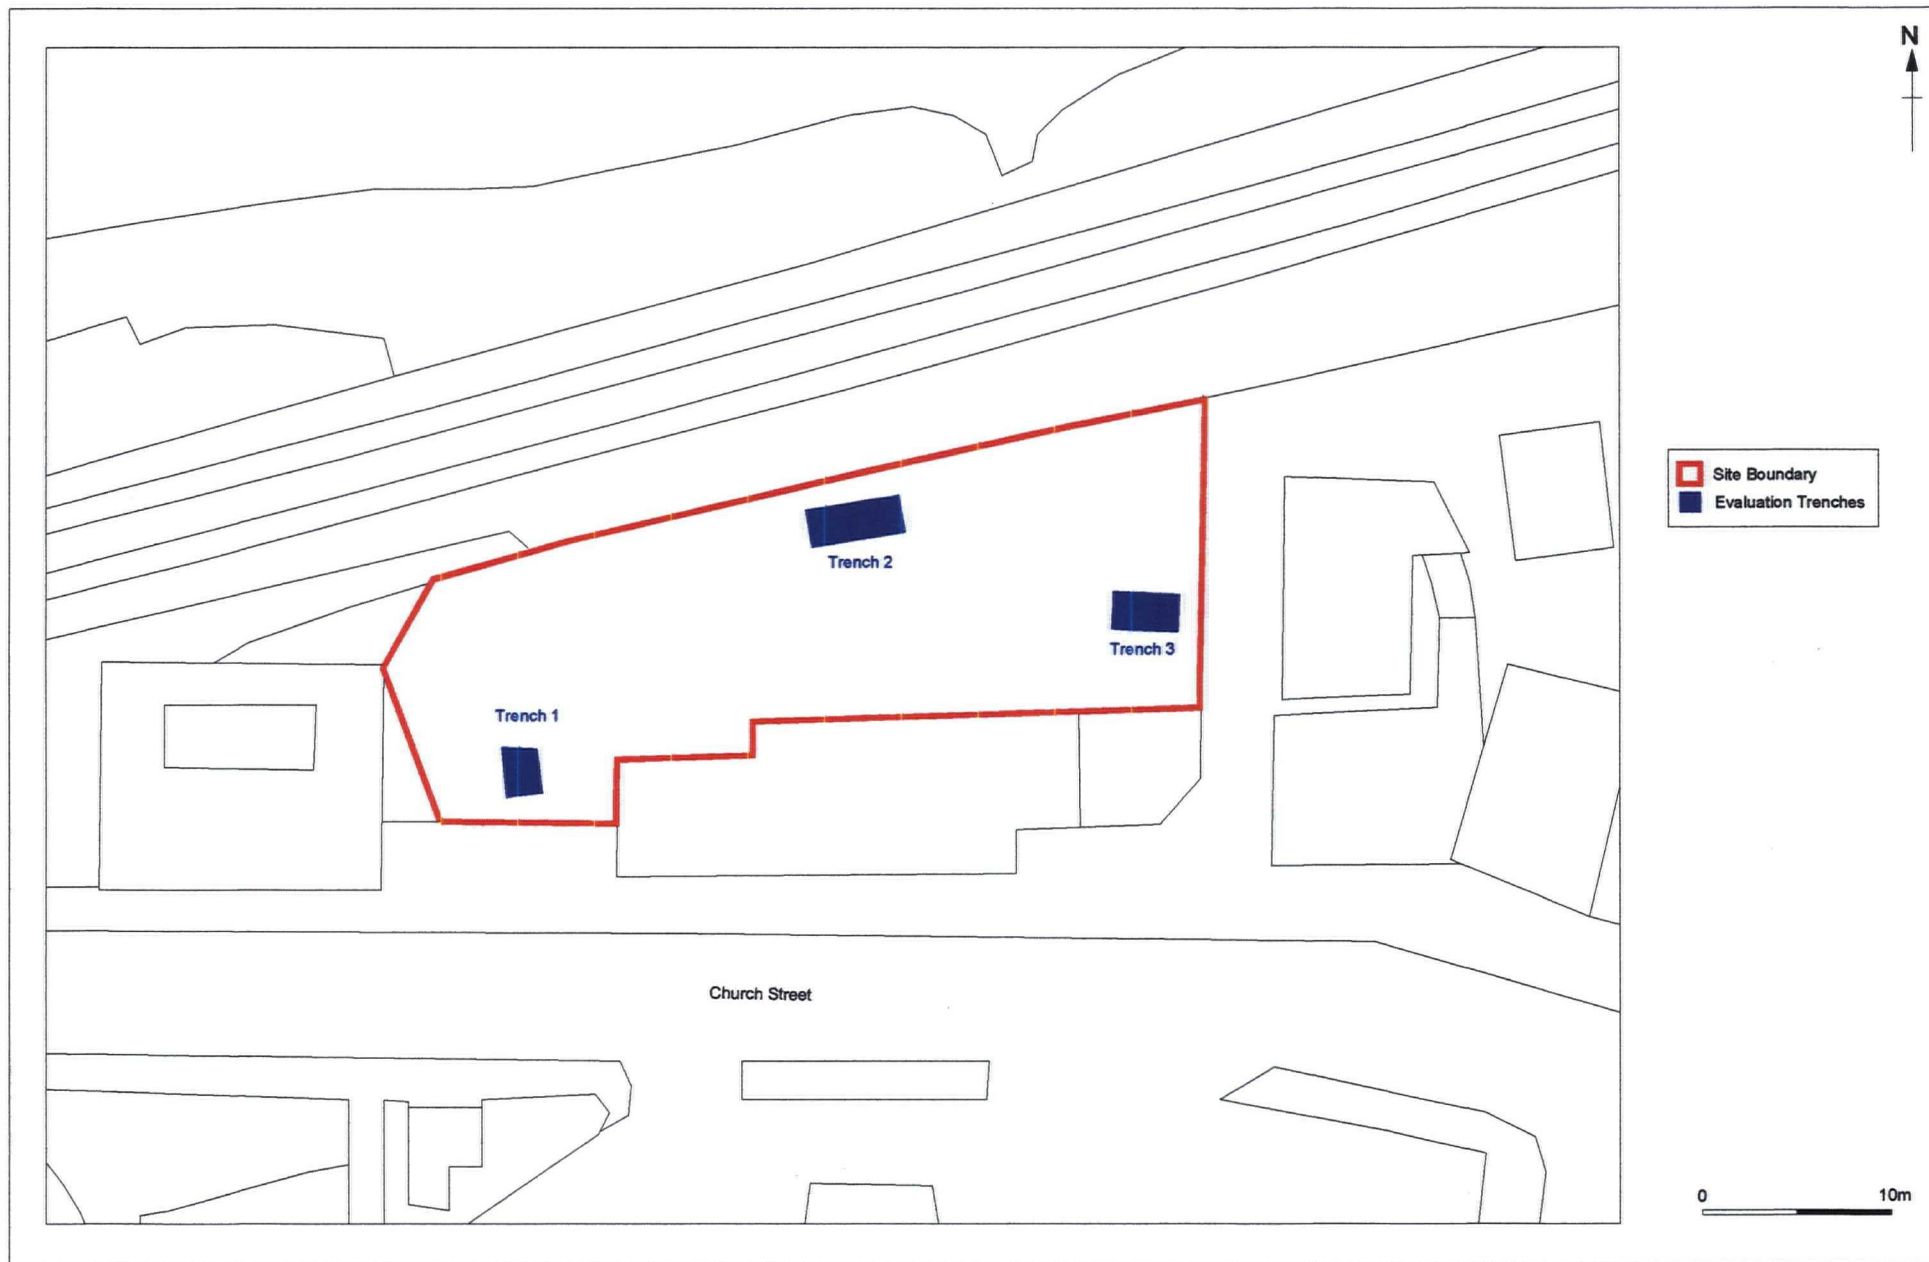 N
Site Boundary
Evaluation Trenches
Trench 2
Trench 3
Trench 1
Church Street
0 10m